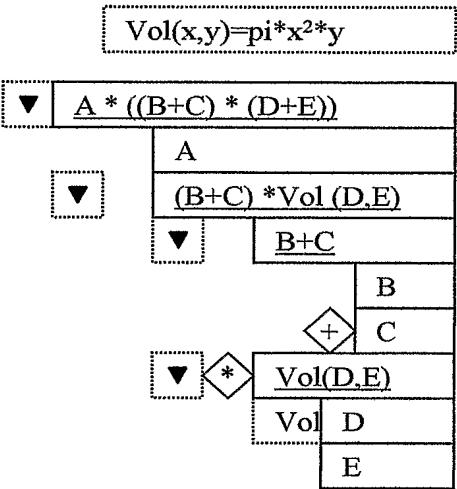 Vol(x,y)=pi*x²*y
▼ A * ((B+C) * (D+E))
A
▼ (B+C) *Vol (D,E)
▼ B+C
B
+ C
▼ * Vol(D,E)
Vol D
E